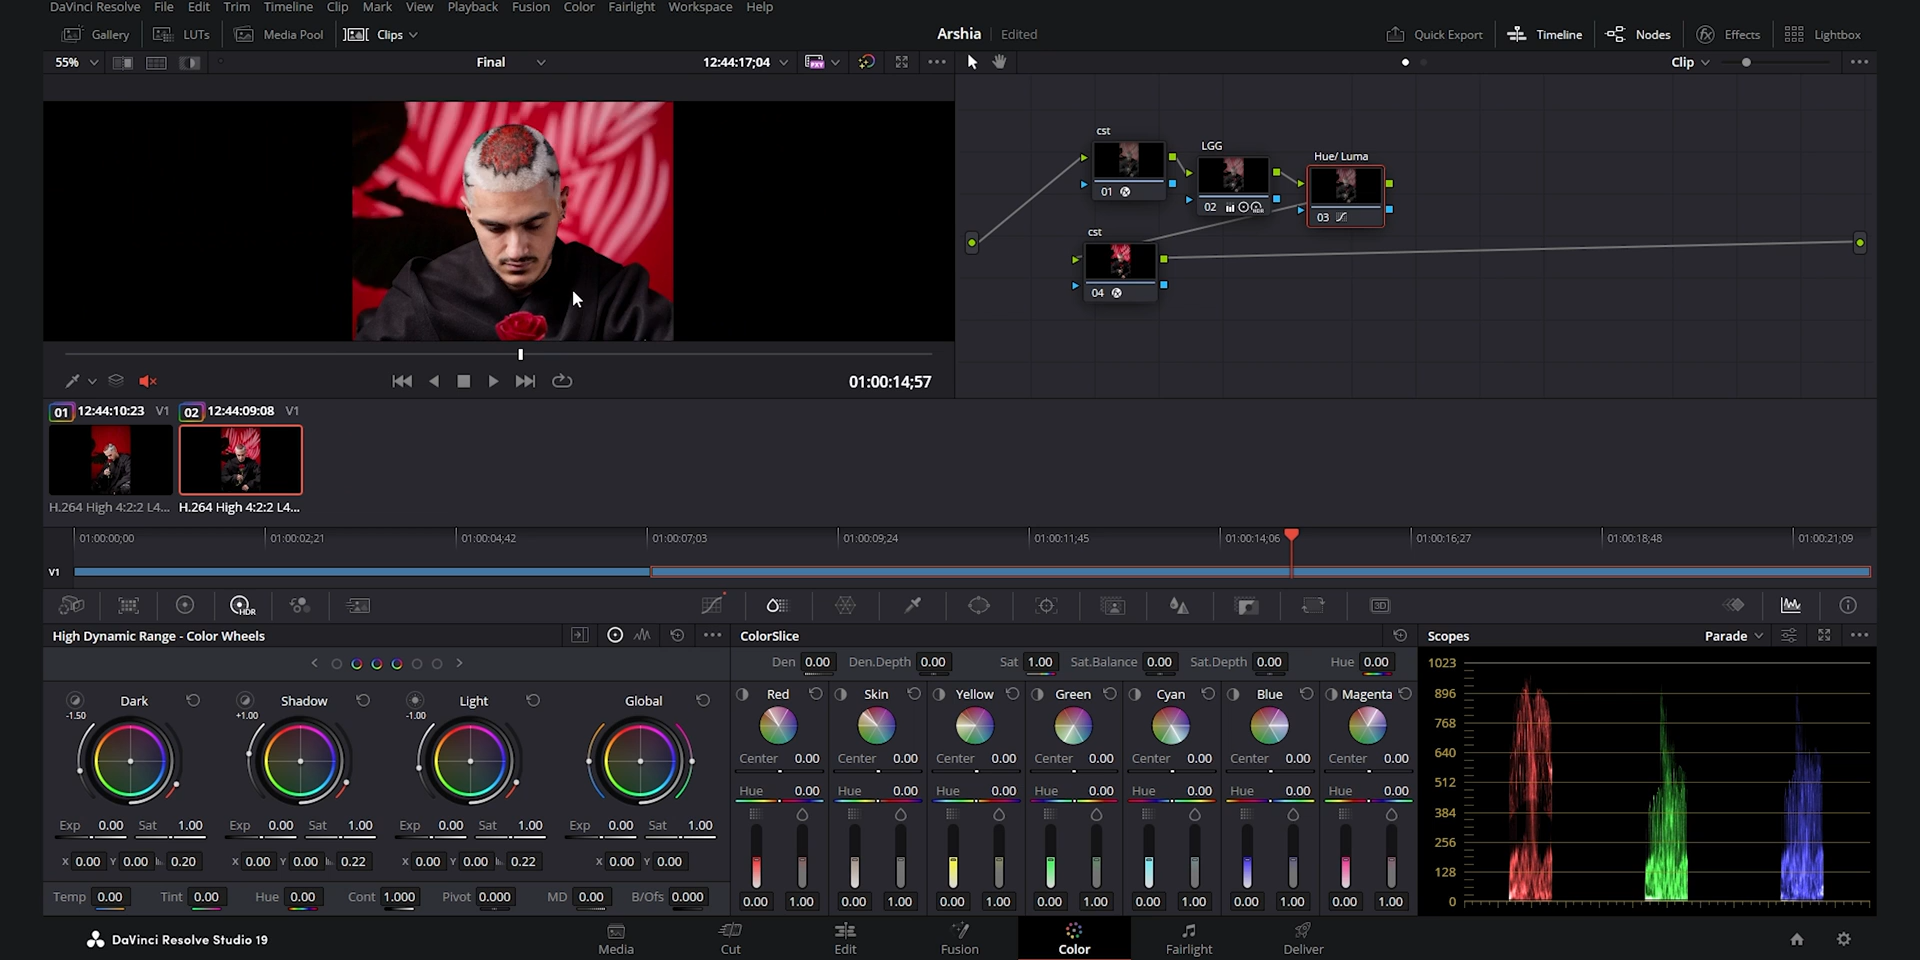 DaVinci Resolve File Edit Trim Timeline Clip Mark View Playback Fusion Color Fairlight Workspace Help
Gallery LUTs Media Pool Clips Arshia Edited Quick Export Timeline Nodes Effects Lightbox
55% Final 12:44:17;04 Clip
cst
LGG
Hue/ Luma
01
02
03
cst
04
01:00:14;57
01 12:44:10:23 V1 02 12:44:09:08 V1
H.264 High 4:2:2 L4... H.264 High 4:2:2 L4...
01:00:00;00 01:00:02;21 01:00:04;42 01:00:07;03 01:00:09;24 01:00:11;45 01:00:14;06 01:00:16;27 01:00:18;48 01:00:21;09
V1
HDR 3D
High Dynamic Range - Color Wheels
Dark Shadow Light Global
-1.50 +1.00 -1.00
Exp 0.00 Sat 1.00 Exp 0.00 Sat 1.00 Exp 0.00 Sat 1.00 Exp 0.00 Sat 1.00
X 0.00 Y 0.00 0.20 X 0.00 Y 0.00 0.22 X 0.00 Y 0.00 0.22 X 0.00 Y 0.00
Temp 0.00 Tint 0.00 Hue 0.00 Cont 1.000 Pivot 0.000 MD 0.00 B/Ofs 0.000
ColorSlice
Den 0.00 Den.Depth 0.00 Sat 1.00 Sat.Balance 0.00 Sat.Depth 0.00 Hue 0.00
Red Skin Yellow Green Cyan Blue Magenta
Center 0.00 Center 0.00 Center 0.00 Center 0.00 Center 0.00 Center 0.00 Center 0.00
Hue 0.00 Hue 0.00 Hue 0.00 Hue 0.00 Hue 0.00 Hue 0.00 Hue 0.00
0.00 1.00 0.00 1.00 0.00 1.00 0.00 1.00 0.00 1.00 0.00 1.00 0.00 1.00
Scopes Parade
1023
896
768
640
512
384
256
128
0
DaVinci Resolve Studio 19
Media Cut Edit Fusion Color Fairlight Deliver